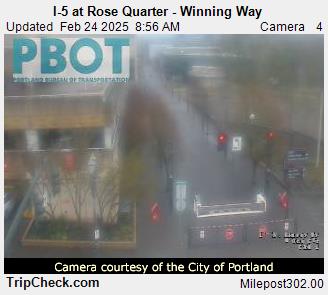 I-5 at Rose Quarter - Winning Way
Updated  Feb 24 2025  8:56 AM
Camera  4
PBOT
PORTLAND BUREAU OF TRANSPORTATION
Camera courtesy of the City of Portland
TripCheck.com
Milepost302.00